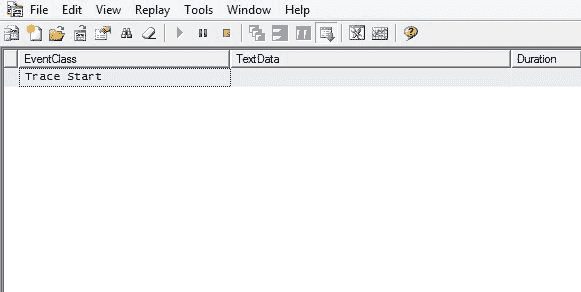 File Edit View Replay Tools Window Help
EventClass TextData Duration
Trace Start